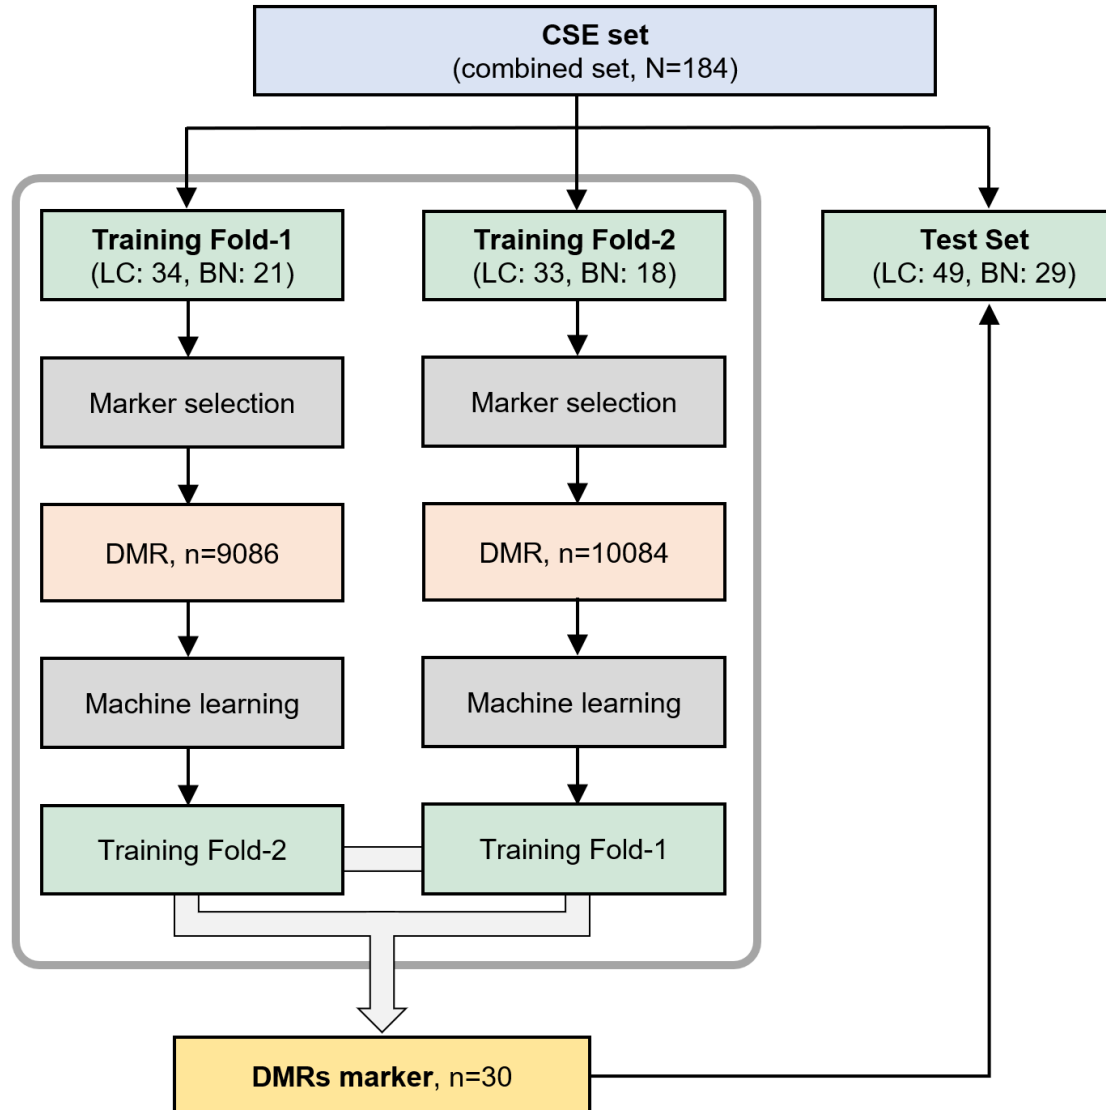 CSE set
(combined set, N=184)
Training Fold-1
(LC: 34, BN: 21)
Training Fold-2
(LC: 33, BN: 18)
Test Set
(LC: 49, BN: 29)
Marker selection
Marker selection
DMR, n=9086
DMR, n=10084
Machine learning
Machine learning
Training Fold-2
Training Fold-1
DMRs marker, n=30